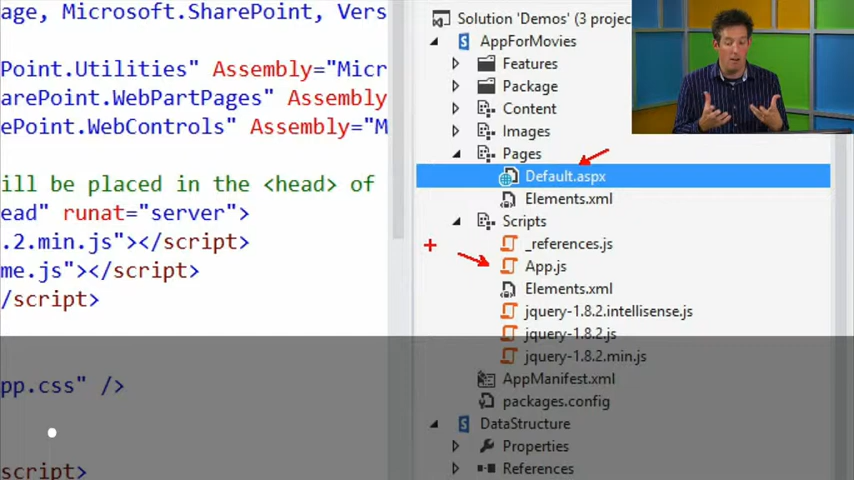 age, Microsoft.SharePoint, Vers
Point.Utilities" Assembly="Micr
arePoint.WebPartPages" Assembly
ePoint.WebControls" Assembly="M
ill be placed in the <head> of
ead" runat="server">
.2.min.js"></script>
me.js"></script>
/script>
pp.css" />
script>
Solution 'Demos' (3 projec
AppForMovies
Features
Package
Content
Images
Pages
Default.aspx
Elements.xml
Scripts
_references.js
App.js
Elements.xml
jquery-1.8.2.intellisense.js
jquery-1.8.2.js
jquery-1.8.2.min.js
AppManifest.xml
packages.config
DataStructure
Properties
References